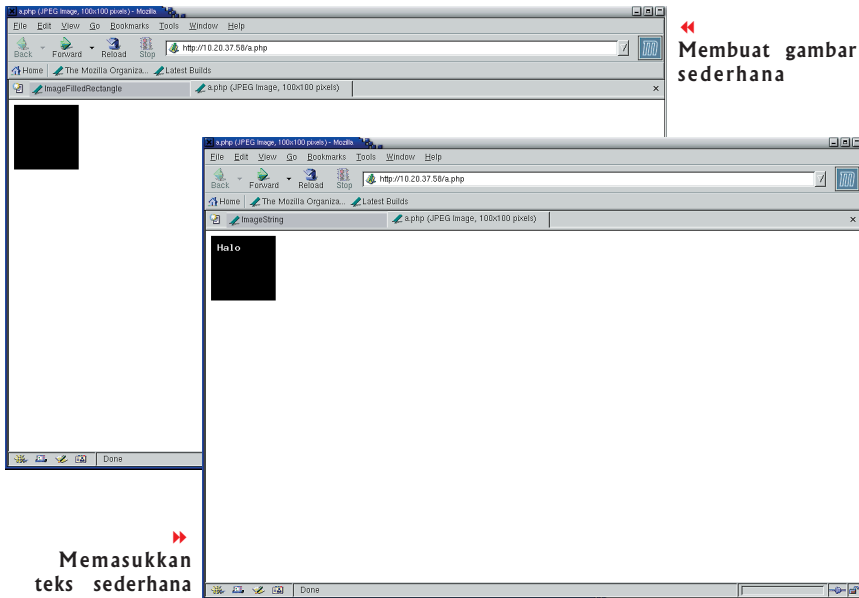 a.php (JPEG Image, 100x100 pixels) - Mozilla
File Edit View Go Bookmarks Tools Window Help
Back Forward Reload Stop http://10.20.37.58/a.php
Home The Mozilla Organiza... Latest Builds
ImageFilledRectangle a.php (JPEG Image, 100x100 pixels)
Done
Membuat gambar
sederhana
a.php (JPEG Image, 100x100 pixels) - Mozilla
File Edit View Go Bookmarks Tools Window Help
Back Forward Reload Stop http://10.20.37.58/a.php
Home The Mozilla Organiza... Latest Builds
ImageString a.php (JPEG Image, 100x100 pixels)
Halo
Done
Memasukkan
teks sederhana